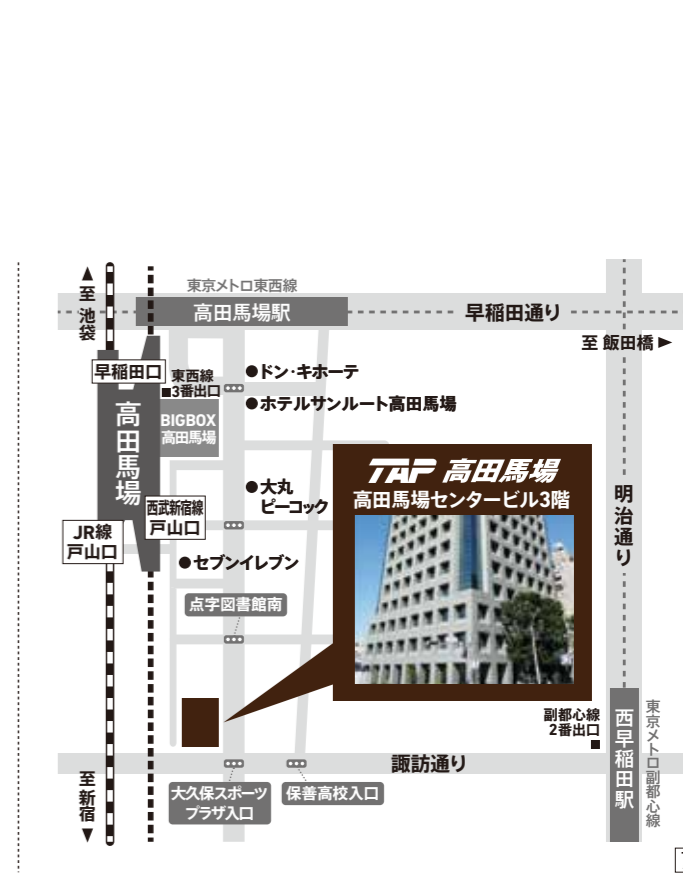 ▲至 池袋
東京メトロ東西線
高田馬場駅
早稲田通り
至 飯田橋▶
早稲田口
東西線
■3番出口
●ドン・キホーテ
●ホテルサンルート高田馬場
BIGBOX
高田馬場
高田馬場
TAP 高田馬場
高田馬場センタービル3階
●大丸
ピーコック
明治通り
西武新宿線
戸山口
JR線
戸山口
●セブンイレブン
点字図書館南
副都心線
2番出口
■
西早稲田駅
東京メトロ副都心線
諏訪通り
至 新宿▼
大久保スポーツ
プラザ入口
保善高校入口